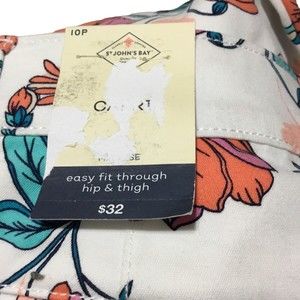 10P
ST JOHN'S BAY
easy fit through
hip & thigh
$32